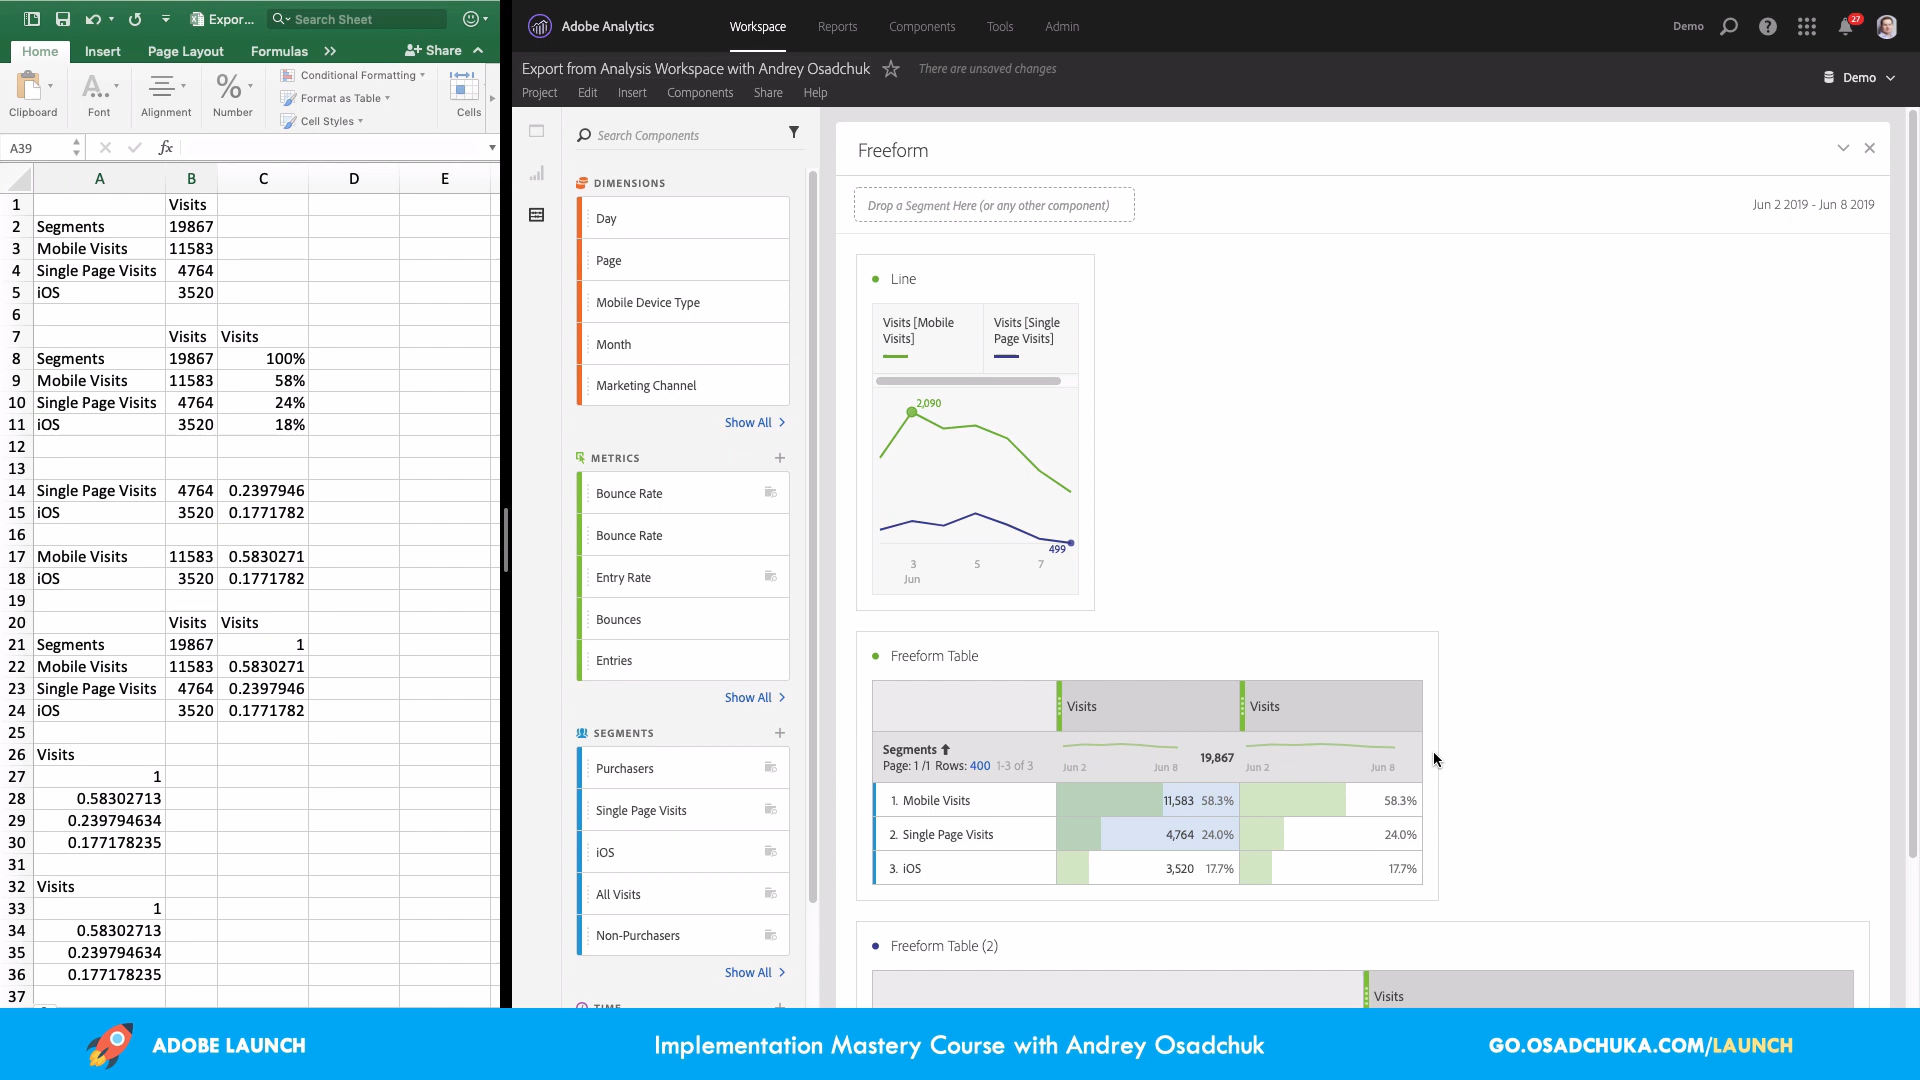 Expor...
Search Sheet
Home
Insert
Page Layout
Formulas
Share
Clipboard
Font
Alignment
Number
Conditional Formatting
Format as Table
Cell Styles
Cells
A39
fx
A B C D E
1 Visits
2 Segments 19867
3 Mobile Visits 11583
4 Single Page Visits 4764
5 iOS 3520
6
7 Visits Visits
8 Segments 19867 100%
9 Mobile Visits 11583 58%
10 Single Page Visits 4764 24%
11 iOS 3520 18%
12
13
14 Single Page Visits 4764 0.2397946
15 iOS 3520 0.1771782
16
17 Mobile Visits 11583 0.5830271
18 iOS 3520 0.1771782
19
20 Visits Visits
21 Segments 19867 1
22 Mobile Visits 11583 0.5830271
23 Single Page Visits 4764 0.2397946
24 iOS 3520 0.1771782
25
26 Visits
27 1
28 0.58302713
29 0.239794634
30 0.177178235
31
32 Visits
33 1
34 0.58302713
35 0.239794634
36 0.177178235
37
Adobe Analytics
Workspace
Reports
Components
Tools
Admin
Demo
27
Export from Analysis Workspace with Andrey Osadchuk
There are unsaved changes
Demo
Project
Edit
Insert
Components
Share
Help
Search Components
DIMENSIONS
Day
Page
Mobile Device Type
Month
Marketing Channel
Show All
METRICS
Bounce Rate
Bounce Rate
Entry Rate
Bounces
Entries
Show All
SEGMENTS
Purchasers
Single Page Visits
iOS
All Visits
Non-Purchasers
Show All
TIME
Freeform
Drop a Segment Here (or any other component)
Jun 2 2019 - Jun 8 2019
Line
Visits [Mobile Visits]
Visits [Single Page Visits]
2,090
499
3 5 7
Jun
Freeform Table
Visits Visits
Segments 19,867
Page: 1 /1 Rows: 400 1-3 of 3
Jun 2 Jun 8 Jun 2 Jun 8
1. Mobile Visits 11,583 58.3% 58.3%
2. Single Page Visits 4,764 24.0% 24.0%
3. iOS 3,520 17.7% 17.7%
Freeform Table (2)
Visits
ADOBE LAUNCH
Implementation Mastery Course with Andrey Osadchuk
GO.OSADCHUKA.COM/LAUNCH